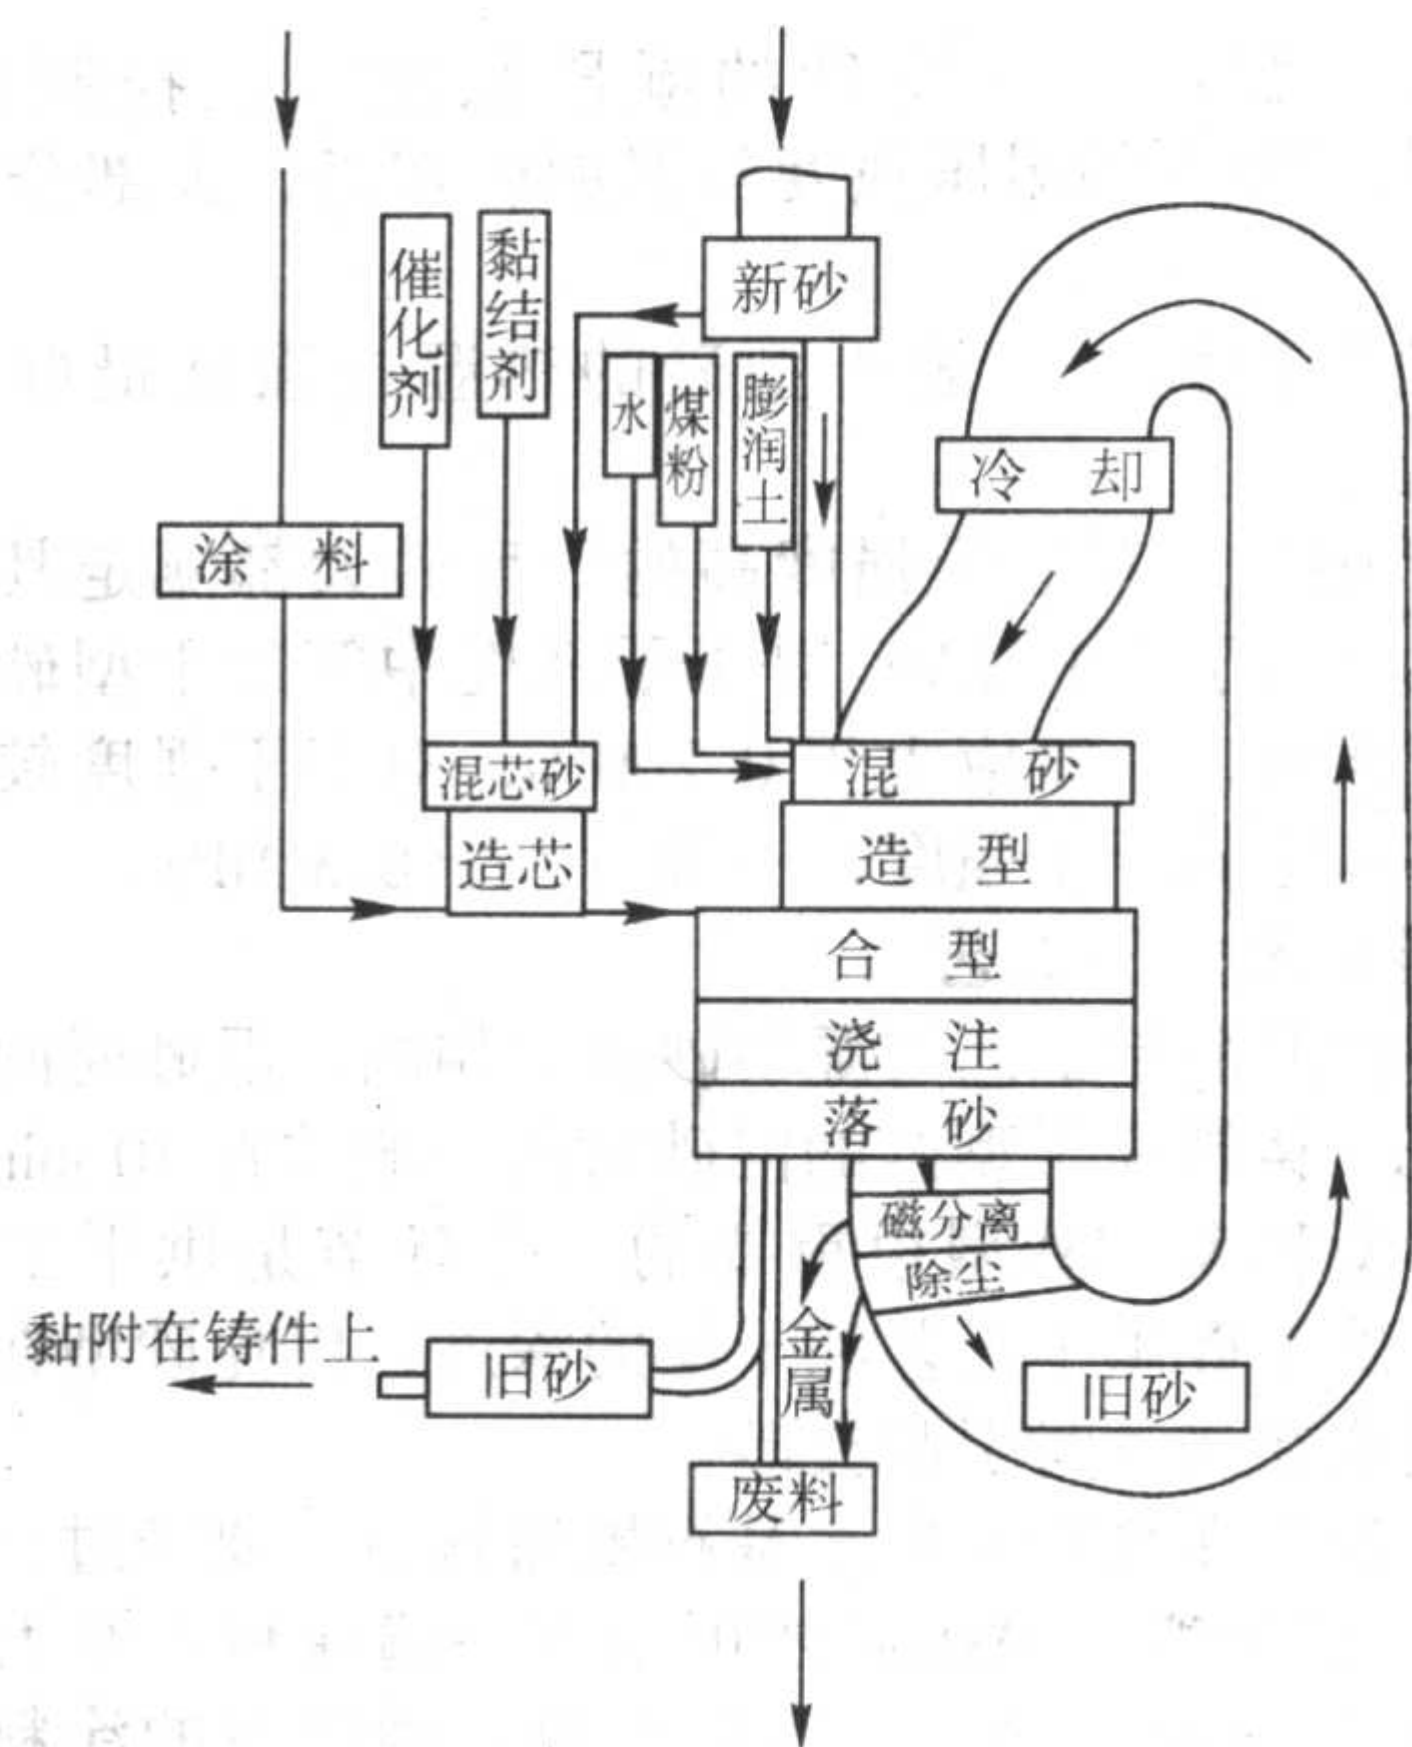 新砂
催化剂
黏结剂
水
煤粉
膨润土
冷 却
涂 料
混芯砂
混 砂
造芯
造 型
合 型
浇 注
落 砂
磁分离
除尘
金属
黏附在铸件上
旧砂
旧砂
废料